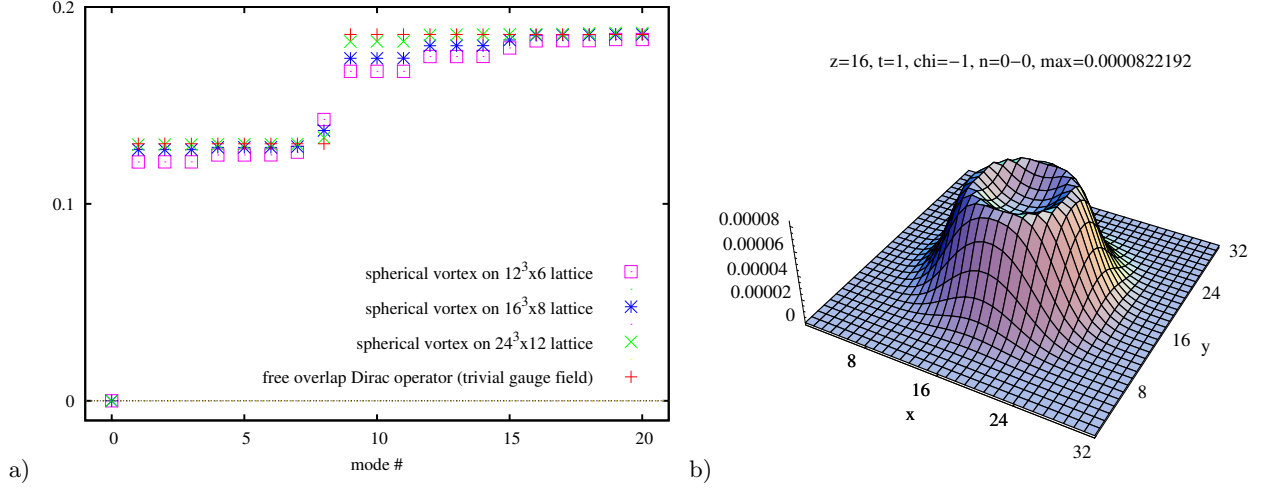 0.2
0.1
0
spherical vortex on 12³x6 lattice
spherical vortex on 16³x8 lattice
spherical vortex on 24³x12 lattice
free overlap Dirac operator (trivial gauge field)
0 5 10 15 20
mode #
a)
z=16, t=1, chi=−1, n=0−0, max=0.0000822192
0.00008
0.00006
0.00004
0.00002
0
8
16
24
32
x
8
16
24
32
y
b)